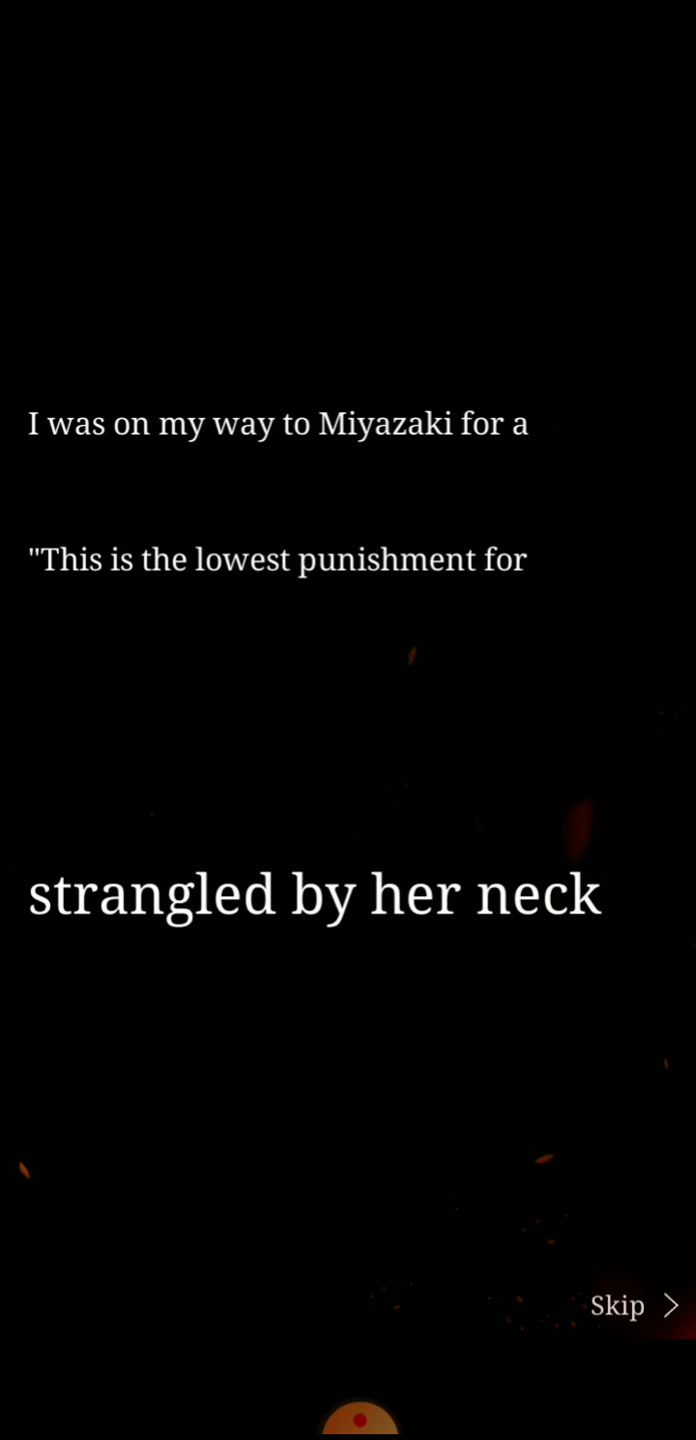 I was on my way to Miyazaki for a
"This is the lowest punishment for
strangled by her neck
Skip